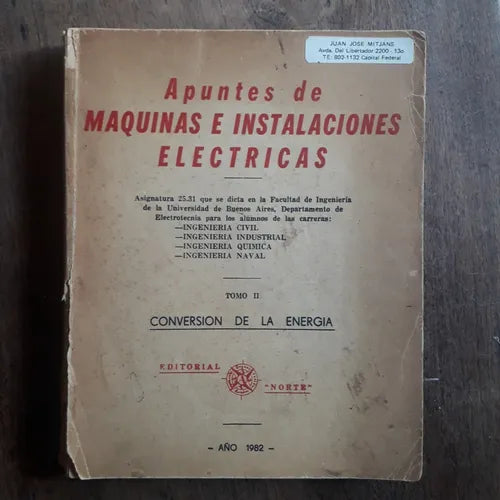 JUAN JOSE MITJANS
Avda. Del Libertador 2200 - 13o
TE: 803-1132 Capital Federal
Apuntes de
MAQUINAS E INSTALACIONES
ELECTRICAS
Asignatura 25.31 que se dicta en la Facultad de Ingeniería
de la Universidad de Buenos Aires, Departamento de
Electrotecnia para los alumnos de las carreras:
—INGENIERIA CIVIL
—INGENIERIA INDUSTRIAL
—INGENIERIA QUIMICA
—INGENIERIA NAVAL
TOMO II
CONVERSION DE LA ENERGIA
EDITORIAL
"NORTE"
- AÑO 1982 -